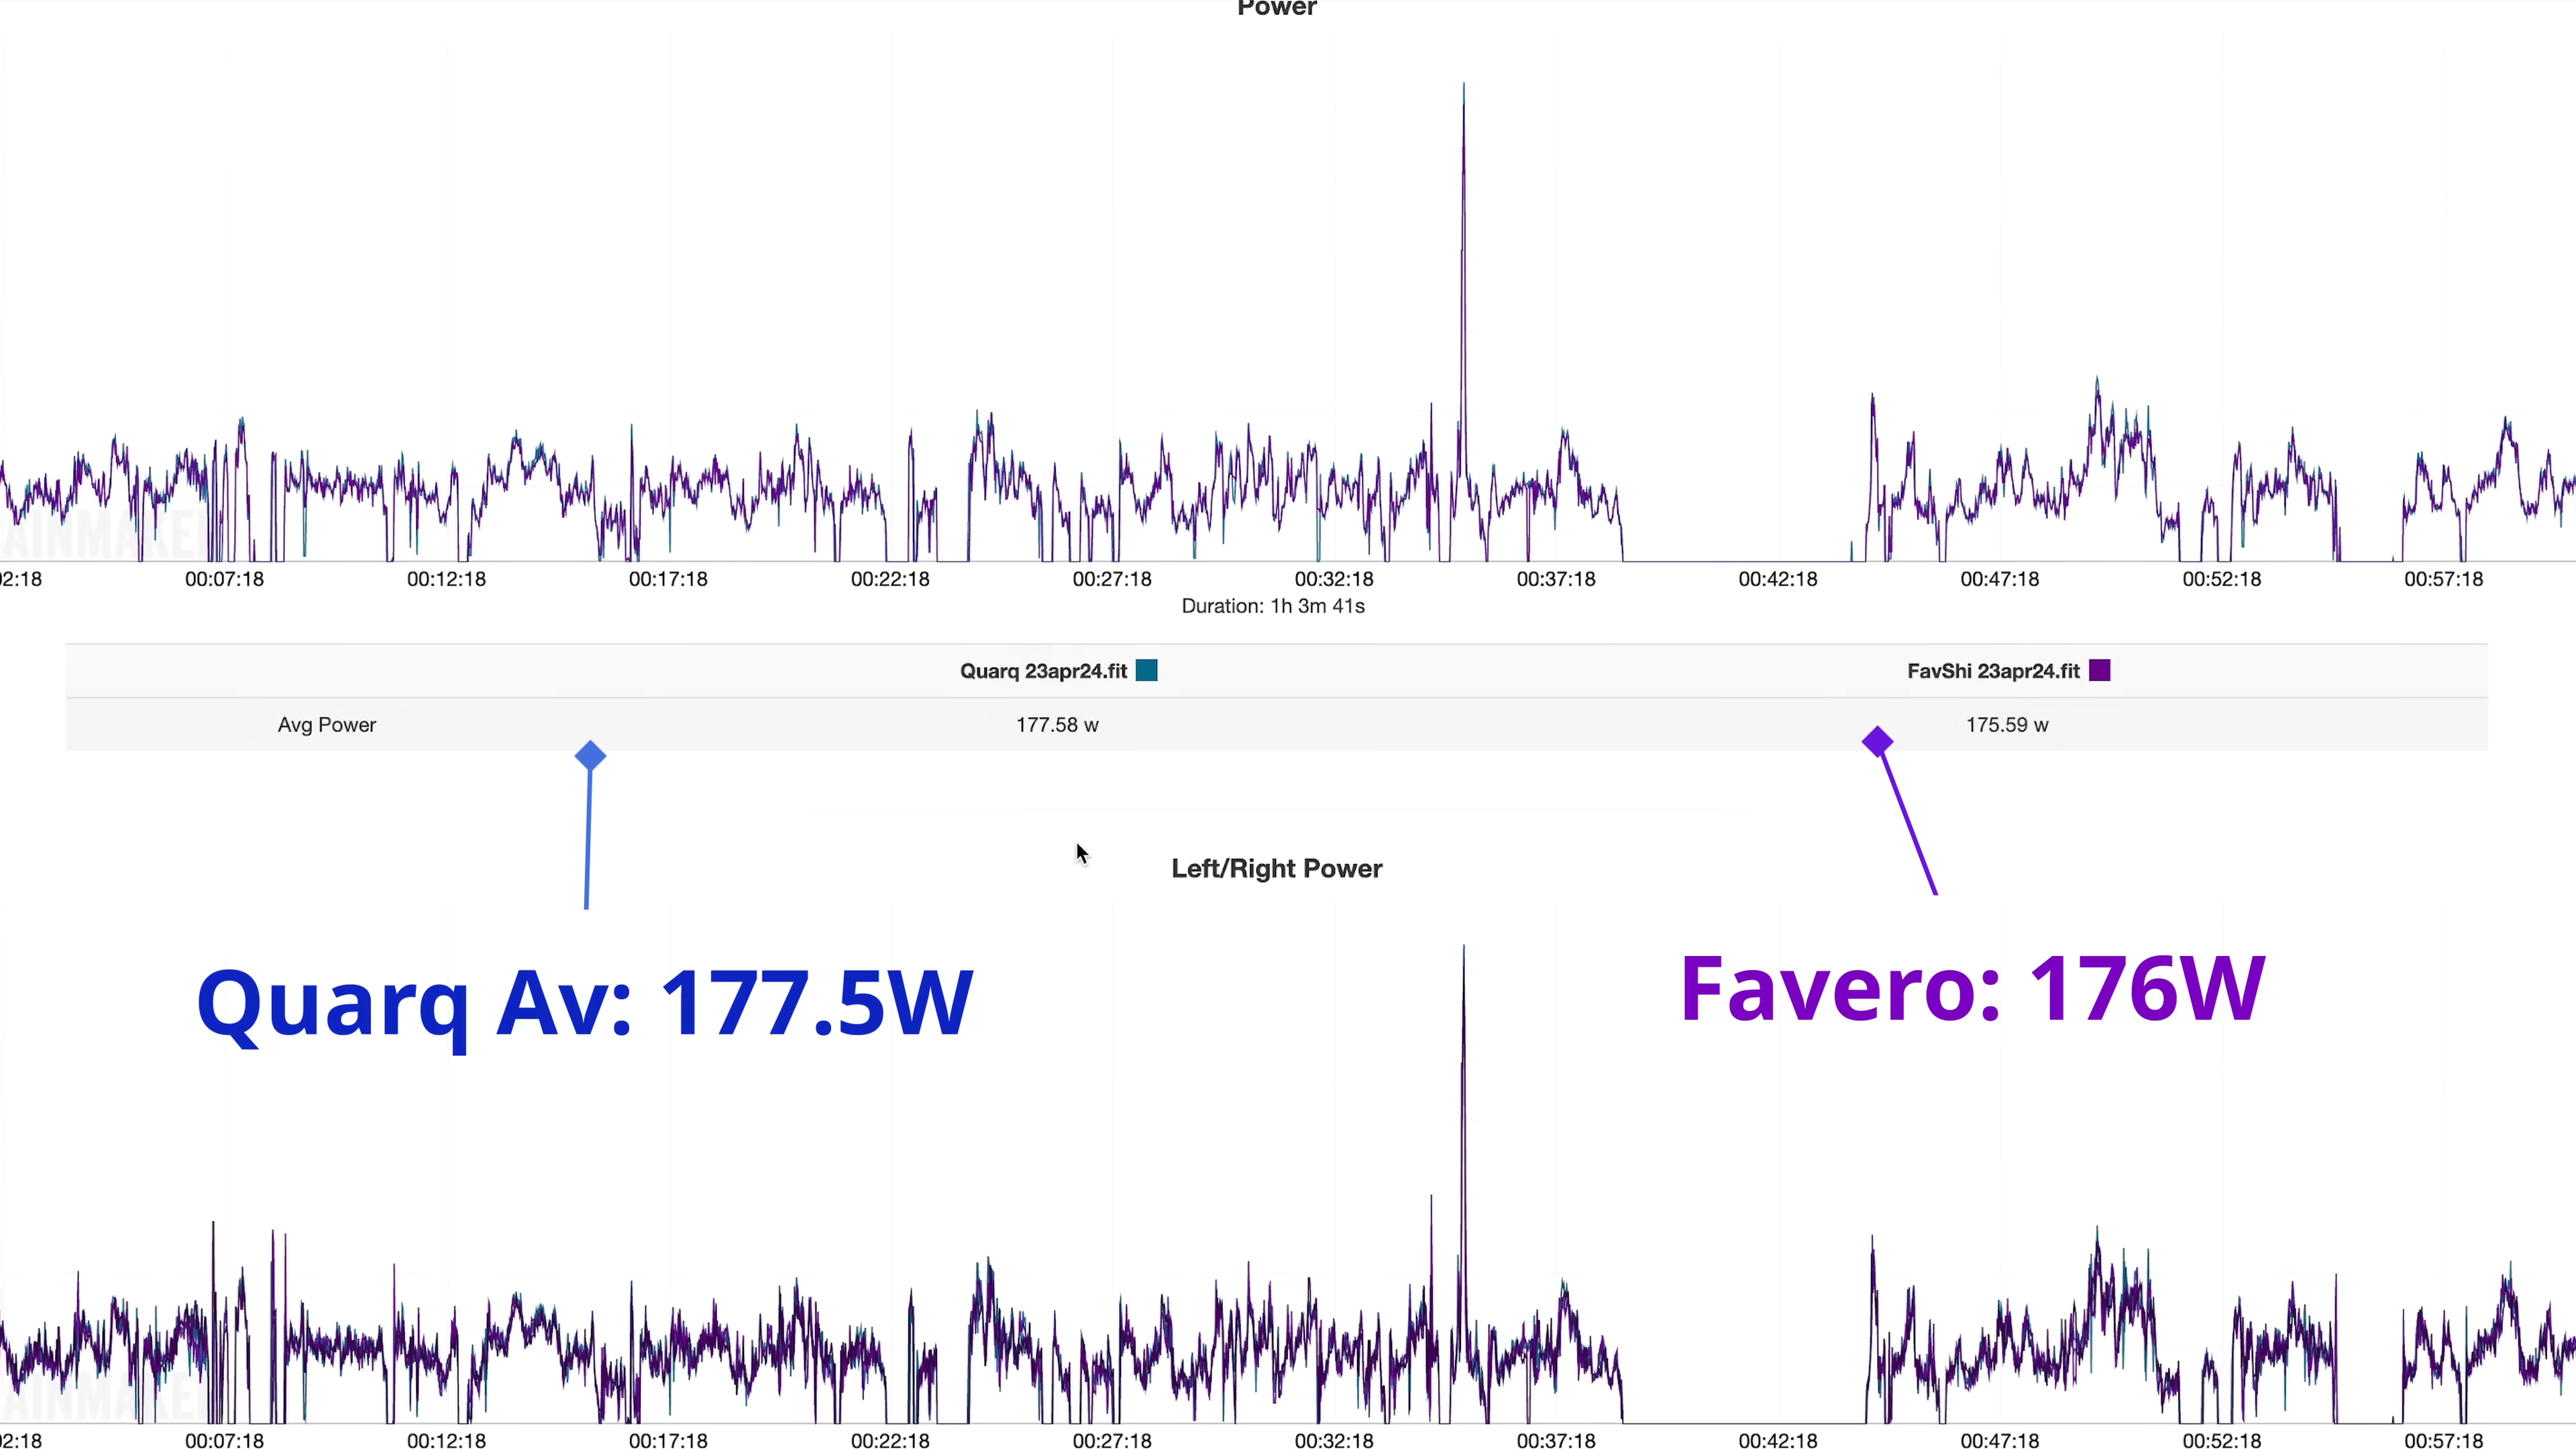 Power
02:18 00:07:18 00:12:18 00:17:18 00:22:18 00:27:18 00:32:18 00:37:18 00:42:18 00:47:18 00:52:18 00:57:18
Duration: 1h 3m 41s
Quarq 23apr24.fit FavShi 23apr24.fit
Avg Power 177.58 w 175.59 w
Left/Right Power
Quarq Av: 177.5W
Favero: 176W
02:18 00:07:18 00:12:18 00:17:18 00:22:18 00:27:18 00:32:18 00:37:18 00:42:18 00:47:18 00:52:18 00:57:18